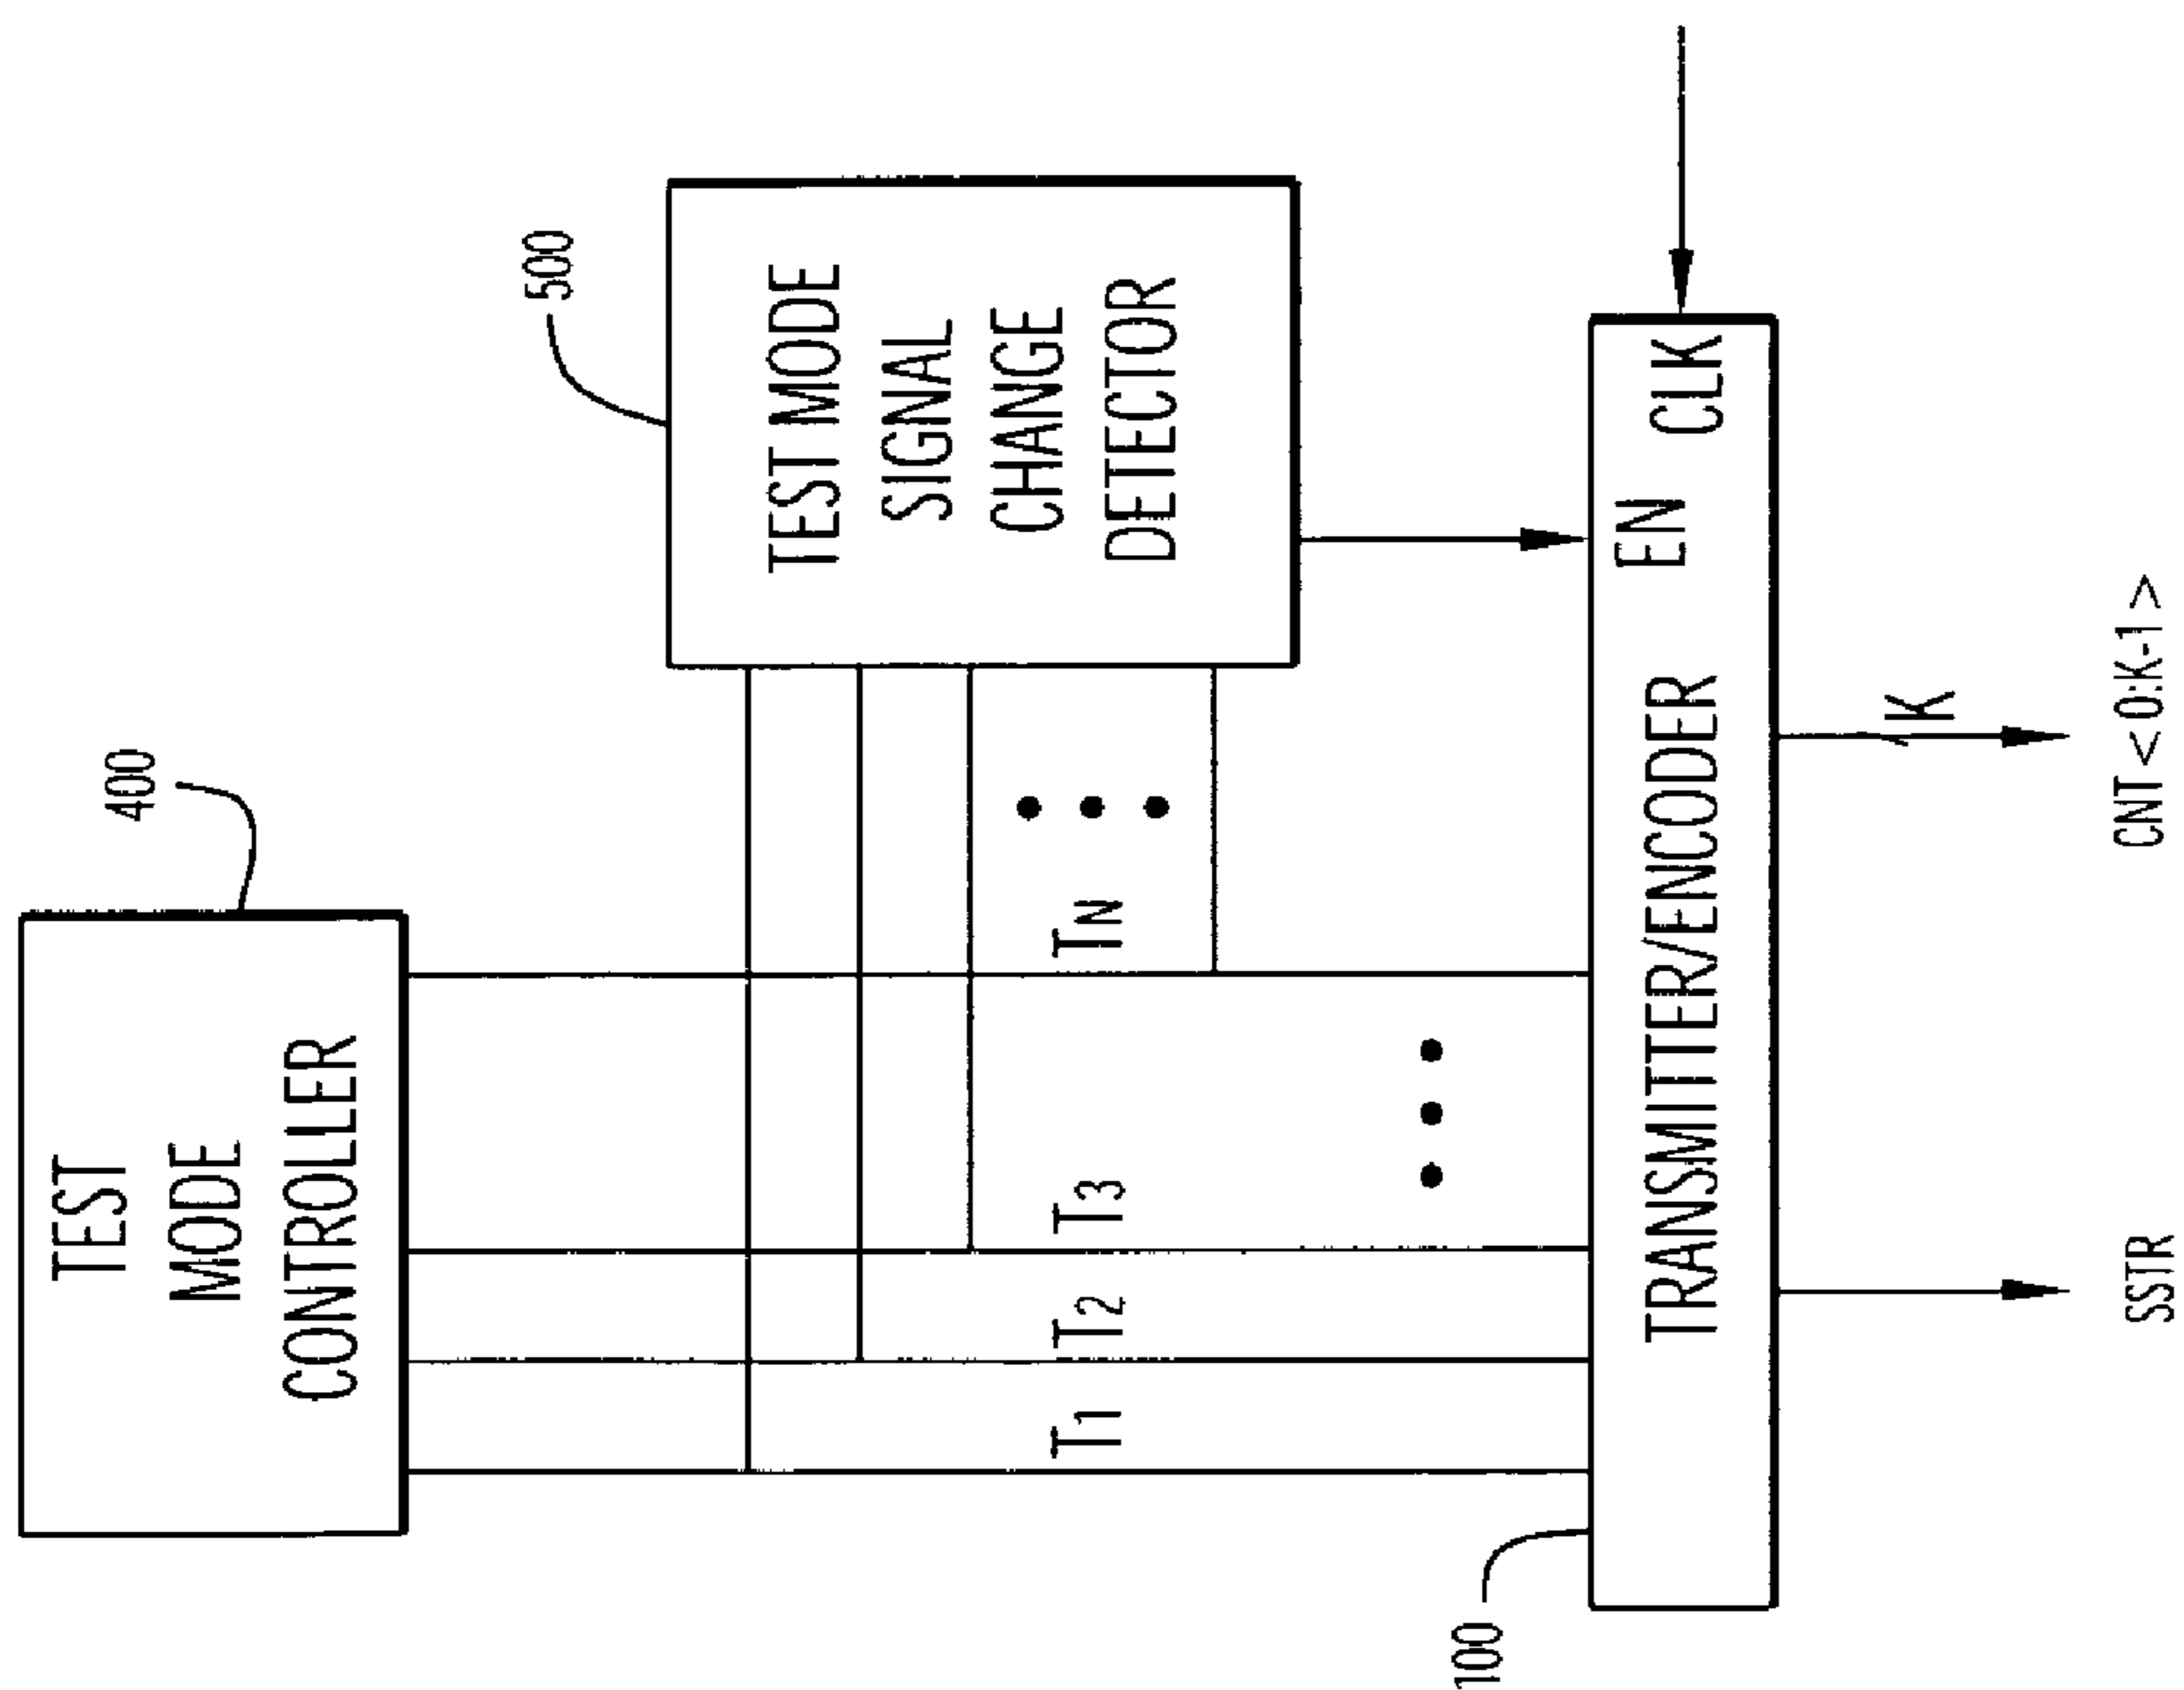 400
TEST
MODE
CONTROLLER
500
TEST MODE
SIGNAL
CHANGE
DETECTOR
T1
T2
T3
TN
100
TRANSMITTER/ENCODER
EN
CLK
K
SSTR
CNT <0:K-1>